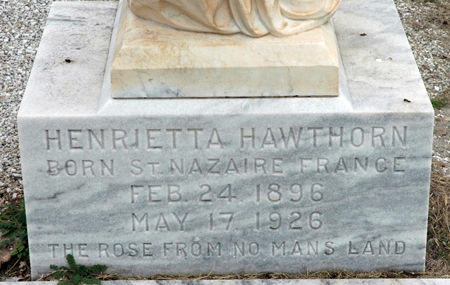 HENRIETTA HAWTHORN
BORN ST. NAZAIRE FRANCE
FEB 24 1896
MAY 17 1926
THE ROSE FROM NO MANS LAND